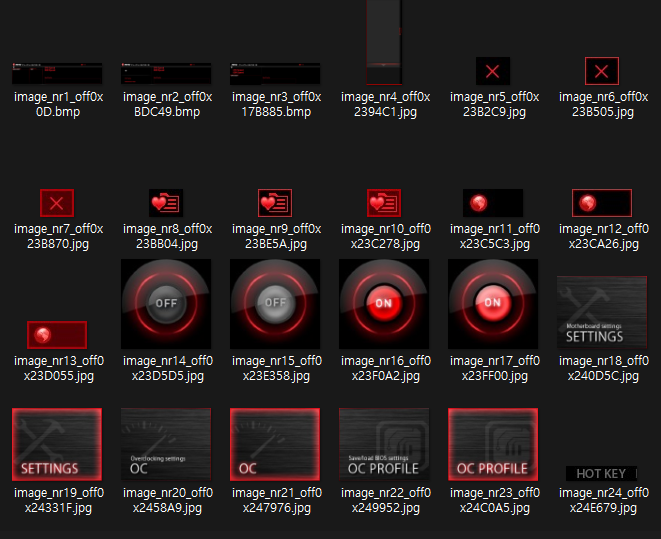 image_nr1_off0x
0D.bmp
image_nr2_off0x
BDC49.bmp
image_nr3_off0x
17B885.bmp
image_nr4_off0x
2394C1.jpg
image_nr5_off0x
23B2C9.jpg
image_nr6_off0x
23B505.jpg
image_nr7_off0x
23B870.jpg
image_nr8_off0x
23BB04.jpg
image_nr9_off0x
23BE5A.jpg
image_nr10_off0
x23C278.jpg
image_nr11_off0
x23C5C3.jpg
image_nr12_off0
x23CA26.jpg
OFF
OFF
ON
ON
Motherboard settings
SETTINGS
image_nr13_off0
x23D055.jpg
image_nr14_off0
x23D5D5.jpg
image_nr15_off0
x23E358.jpg
image_nr16_off0
x23F0A2.jpg
image_nr17_off0
x23FF00.jpg
image_nr18_off0
x240D5C.jpg
SETTINGS
Overclocking settings
OC
OC
Save/load BIOS settings
OC PROFILE
OC PROFILE
HOT KEY
image_nr19_off0
x24331F.jpg
image_nr20_off0
x2458A9.jpg
image_nr21_off0
x247976.jpg
image_nr22_off0
x249952.jpg
image_nr23_off0
x24C0A5.jpg
image_nr24_off0
x24E679.jpg